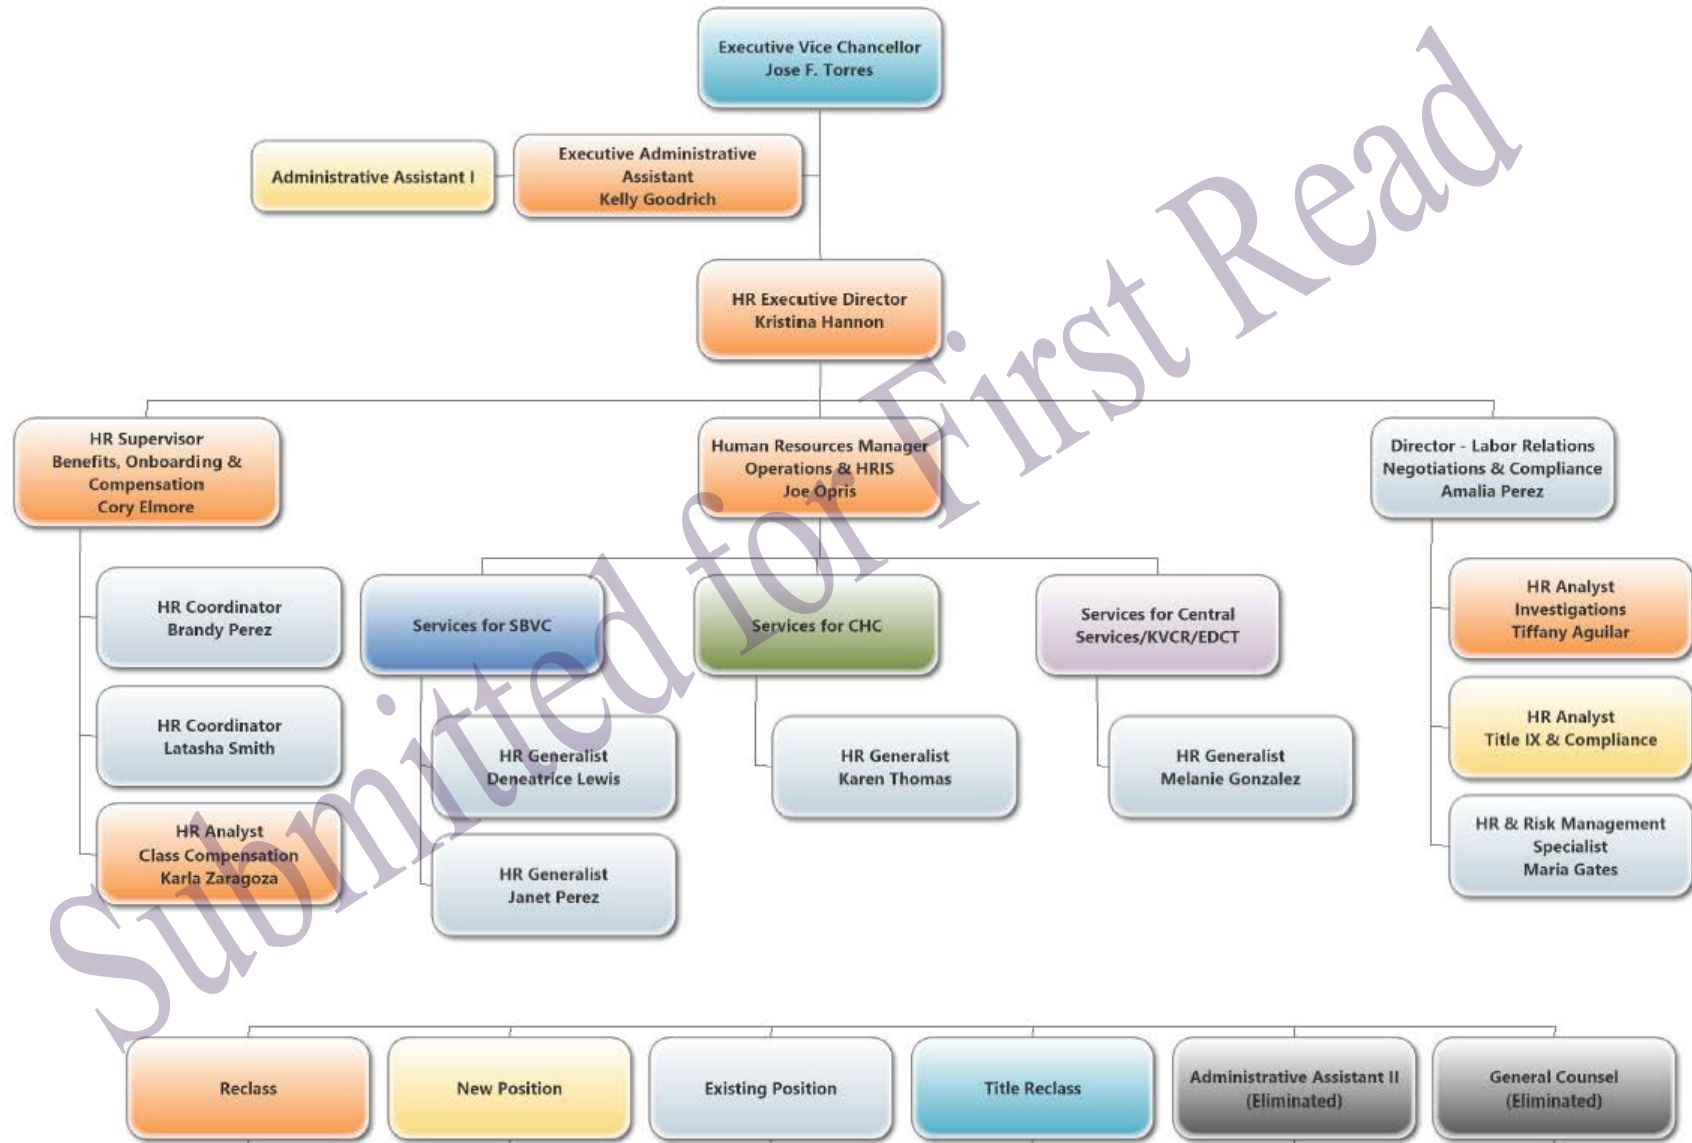 Executive Vice Chancellor
Jose F. Torres
Administrative Assistant I
Executive Administrative
Assistant
Kelly Goodrich
HR Executive Director
Kristina Hannon
HR Supervisor
Benefits, Onboarding &
Compensation
Cory Elmore
Human Resources Manager
Operations & HRIS
Joe Opris
Director - Labor Relations
Negotiations & Compliance
Amalia Perez
HR Coordinator
Brandy Perez
HR Coordinator
Latasha Smith
HR Analyst
Class Compensation
Karla Zaragoza
Services for SBVC
HR Generalist
Deneatrice Lewis
HR Generalist
Janet Perez
Services for CHC
HR Generalist
Karen Thomas
Services for Central
Services/KVCR/EDCT
HR Generalist
Melanie Gonzalez
HR Analyst
Investigations
Tiffany Aguilar
HR Analyst
Title IX & Compliance
HR & Risk Management
Specialist
Maria Gates
Submitted for First Read
Reclass
New Position
Existing Position
Title Reclass
Administrative Assistant II
(Eliminated)
General Counsel
(Eliminated)